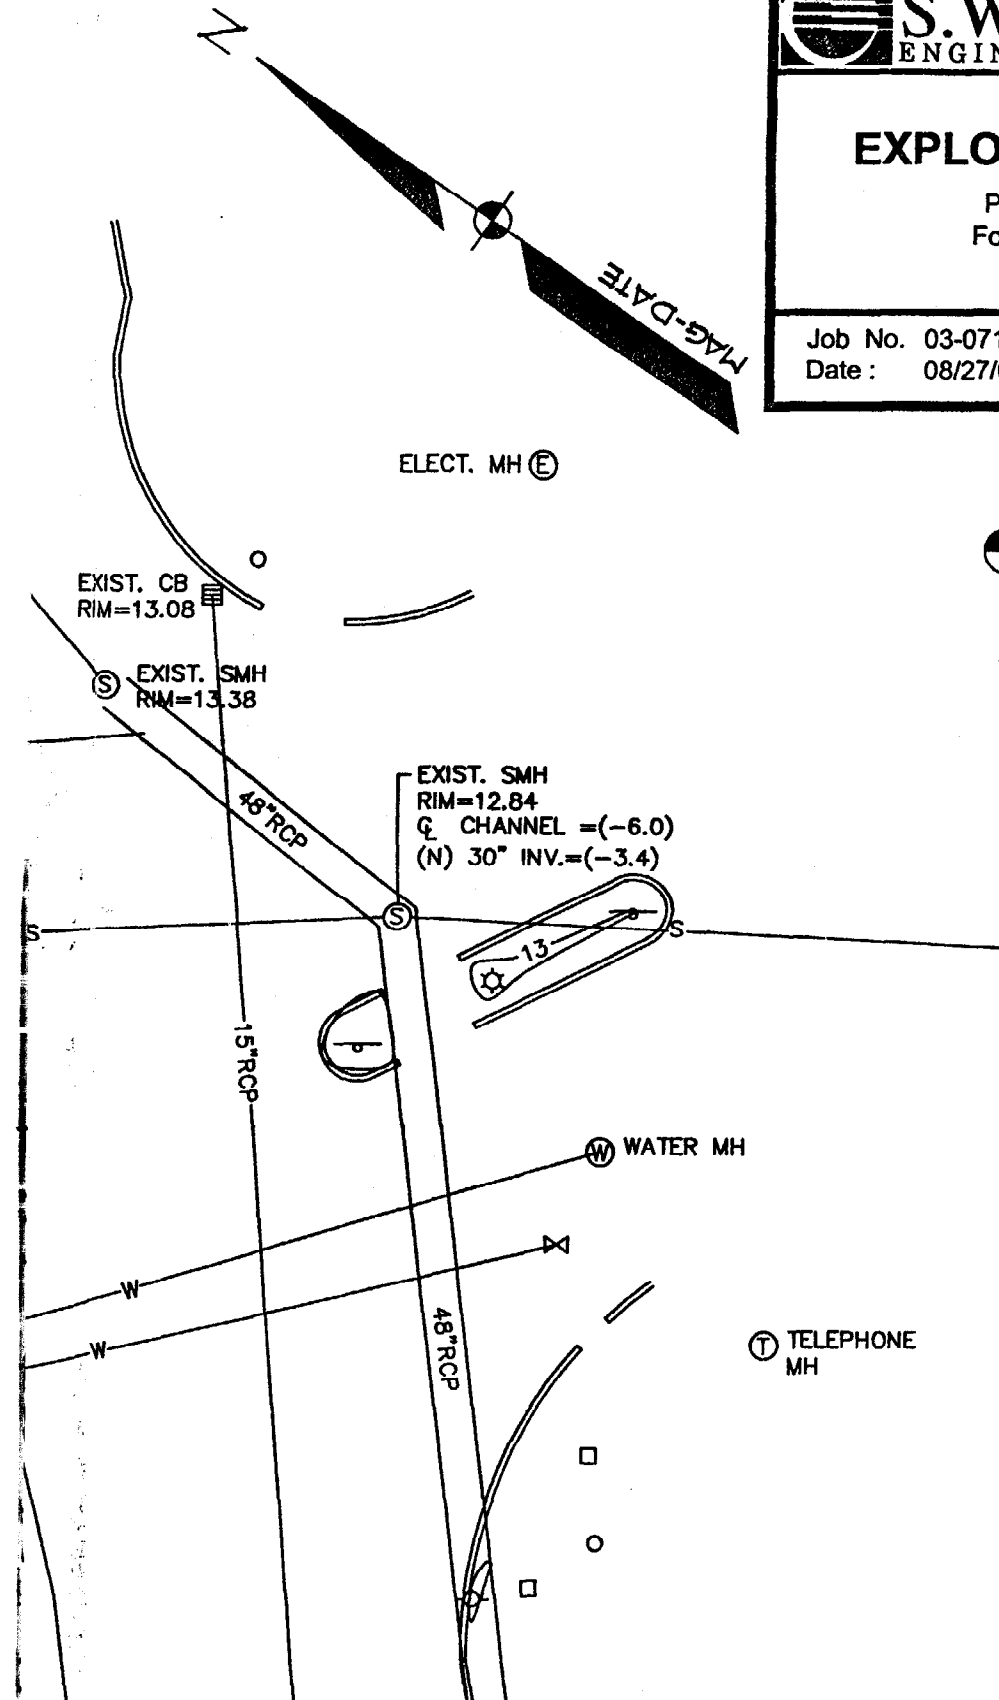 N
S.W
ENGIN
EXPLO
P
Fo
Job No. 03-071
Date : 08/27/
MAG-DATE
ELECT. MH E
EXIST. CB
RIM=13.08
S EXIST. SMH
RIM=13.38
48"RCP
EXIST. SMH
RIM=12.84
℄ CHANNEL =(-6.0)
(N) 30" INV.=(-3.4)
S
S
S
13
15"RCP
W WATER MH
W
W
48"RCP
T TELEPHONE
MH